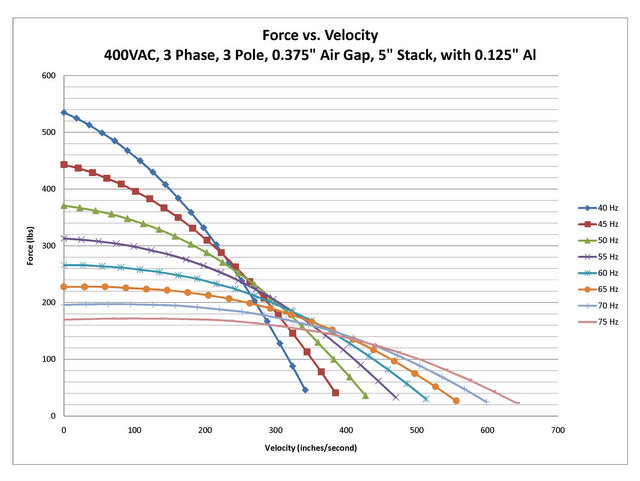 Force vs. Velocity
400VAC, 3 Phase, 3 Pole, 0.375" Air Gap, 5" Stack, with 0.125" Al
600
500
400
300
200
100
0
Force (lbs)
0 100 200 300 400 500 600 700
Velocity (inches/second)
40 Hz
45 Hz
50 Hz
55 Hz
60 Hz
65 Hz
70 Hz
75 Hz